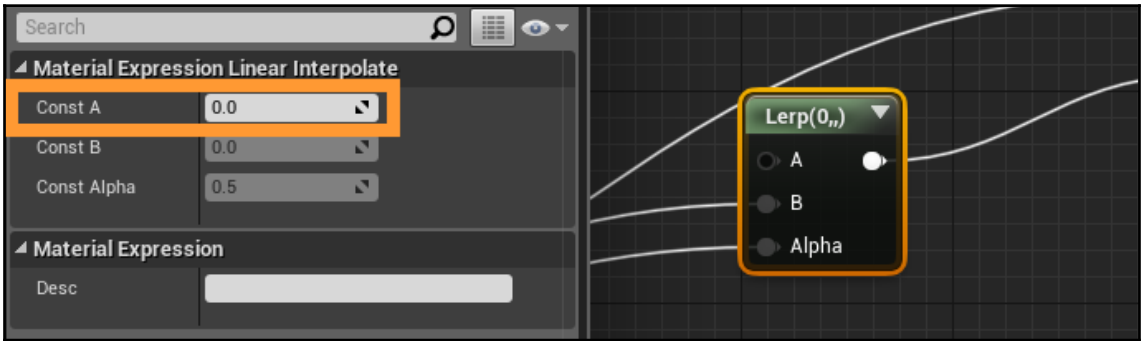 Search
Material Expression Linear Interpolate
Const A 0.0
Const B 0.0
Const Alpha 0.5
Material Expression
Desc
Lerp(0,,)
A
B
Alpha